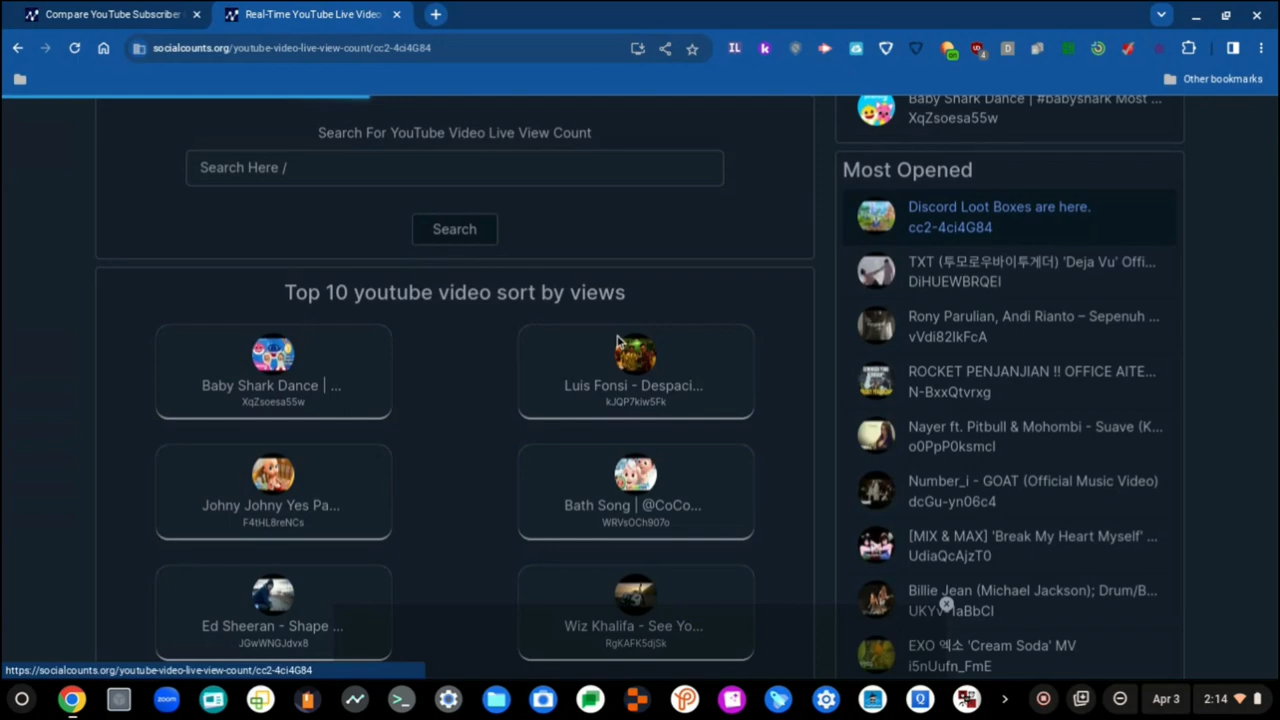 Compare YouTube Subscriber
Real-Time YouTube Live Video
socialcounts.org/youtube-video-live-view-count/cc2-4ci4G84
Other bookmarks
Search For YouTube Video Live View Count
Search Here /
Search
Top 10 youtube video sort by views
Baby Shark Dance | ...
XqZsoesa55w
Luis Fonsi - Despaci...
kJQP7kiw5Fk
Johny Johny Yes Pa...
F4tHL8reNCs
Bath Song | @CoCo...
WRVsOCh907o
Ed Sheeran - Shape ...
JGwWNGJdvx8
Wiz Khalifa - See Yo...
RgKAFK5djSk
Baby Shark Dance | #babyshark Most ...
XqZsoesa55w
Most Opened
Discord Loot Boxes are here.
cc2-4ci4G84
TXT (투모로우바이투게더) 'Deja Vu' Offi...
DiHUEWBRQEI
Rony Parulian, Andi Rianto – Sepenuh ...
vVdi82IkFcA
ROCKET PENJANJIAN !! OFFICE AITE...
N-BxxQtvrxg
Nayer ft. Pitbull & Mohombi - Suave (K...
o0PpP0ksmcI
Number_i - GOAT (Official Music Video)
dcGu-yn06c4
[MIX & MAX] 'Break My Heart Myself' ...
UdiaQcAjzT0
Billie Jean (Michael Jackson); Drum/B...
EXO 엑소 'Cream Soda' MV
i5nUufn_FmE
https://socialcounts.org/youtube-video-live-view-count/cc2-4ci4G84
zoom
Apr 3
2:14